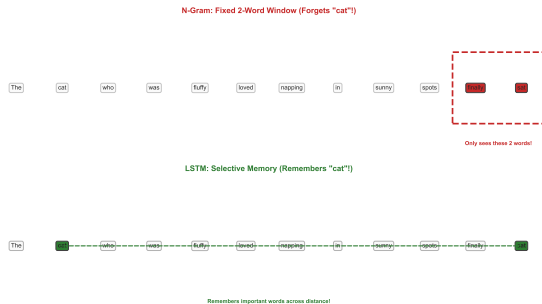 N-Gram: Fixed 2-Word Window (Forgets "cat"!)
The cat who was fluffy loved napping in sunny spots finally sat
Only sees these 2 words!
LSTM: Selective Memory (Remembers "cat"!)
The cat who was fluffy loved napping in sunny spots finally sat
Remembers important words across distance!